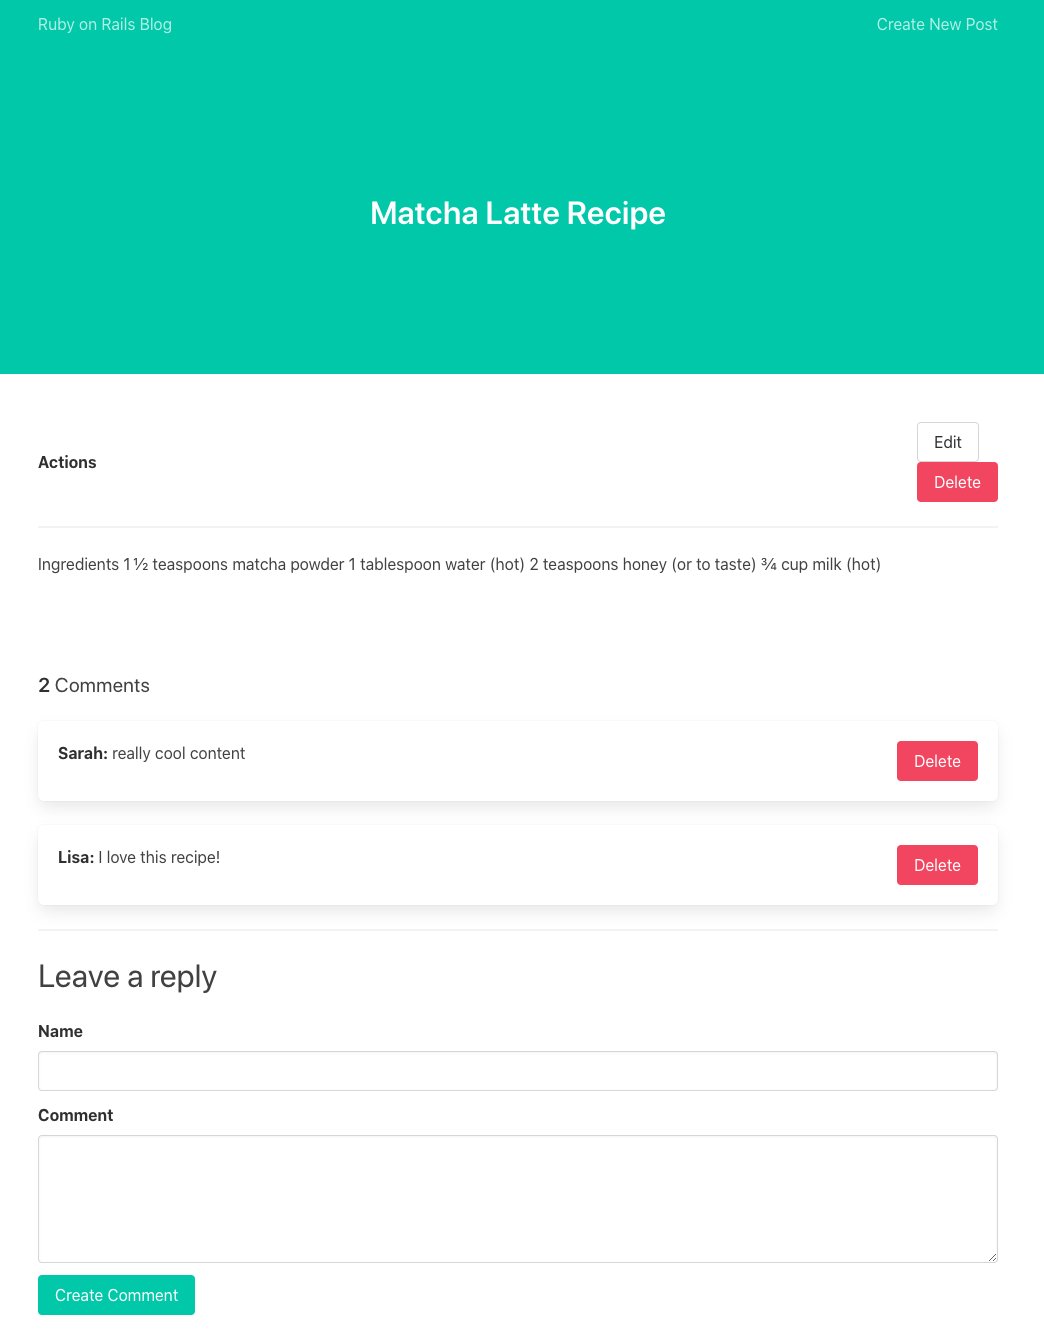 Ruby on Rails Blog
Create New Post
Matcha Latte Recipe
Actions
Edit
Delete
Ingredients 1 ½ teaspoons matcha powder 1 tablespoon water (hot) 2 teaspoons honey (or to taste) ¾ cup milk (hot)
2 Comments
Sarah: really cool content
Delete
Lisa: I love this recipe!
Delete
Leave a reply
Name
Comment
Create Comment